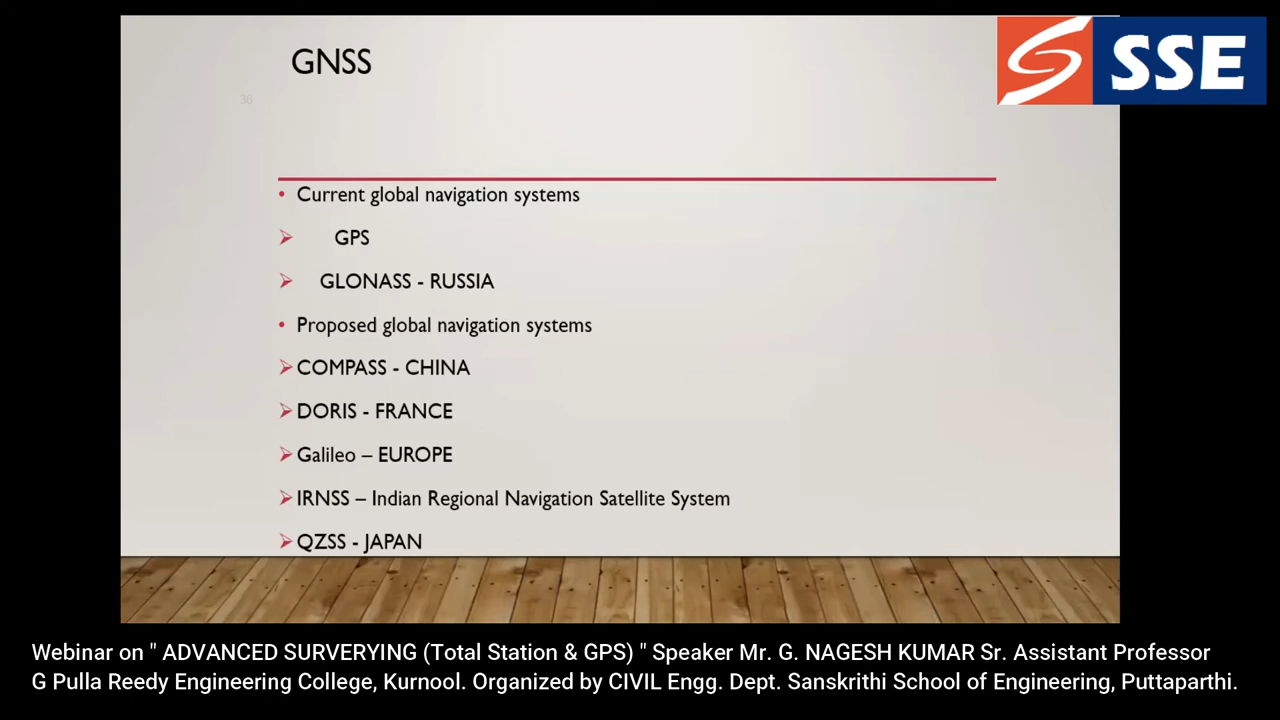 GNSS
SSE
36
• Current global navigation systems
➢ GPS
➢ GLONASS - RUSSIA
• Proposed global navigation systems
➢ COMPASS - CHINA
➢ DORIS - FRANCE
➢ Galileo – EUROPE
➢ IRNSS – Indian Regional Navigation Satellite System
➢ QZSS - JAPAN
Webinar on " ADVANCED SURVERYING (Total Station & GPS) " Speaker Mr. G. NAGESH KUMAR Sr. Assistant Professor
G Pulla Reedy Engineering College, Kurnool. Organized by CIVIL Engg. Dept. Sanskrithi School of Engineering, Puttaparthi.